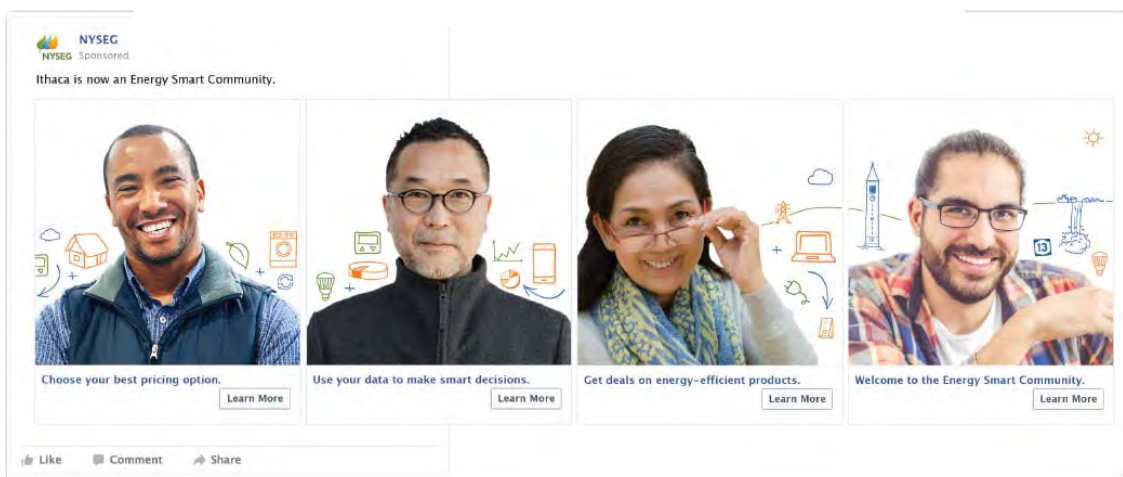 NYSEG
NYSEG Sponsored
Ithaca is now an Energy Smart Community.
13
Choose your best pricing option.
Learn More
Use your data to make smart decisions.
Learn More
Get deals on energy-efficient products.
Learn More
Welcome to the Energy Smart Community.
Learn More
Like Comment Share